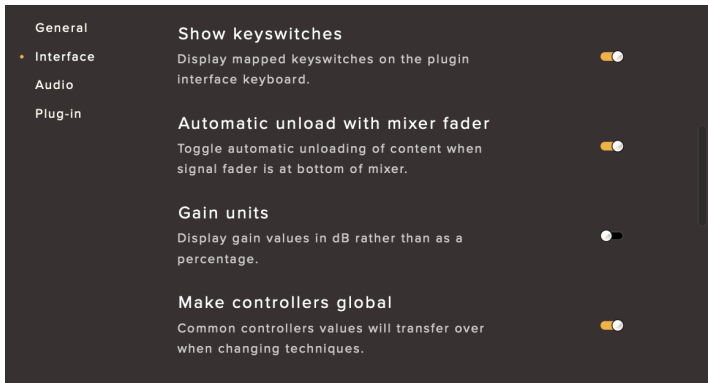 General
Interface
Audio
Plug-in
Show keyswitches
Display mapped keyswitches on the plugin
interface keyboard.
Automatic unload with mixer fader
Toggle automatic unloading of content when
signal fader is at bottom of mixer.
Gain units
Display gain values in dB rather than as a
percentage.
Make controllers global
Common controllers values will transfer over
when changing techniques.